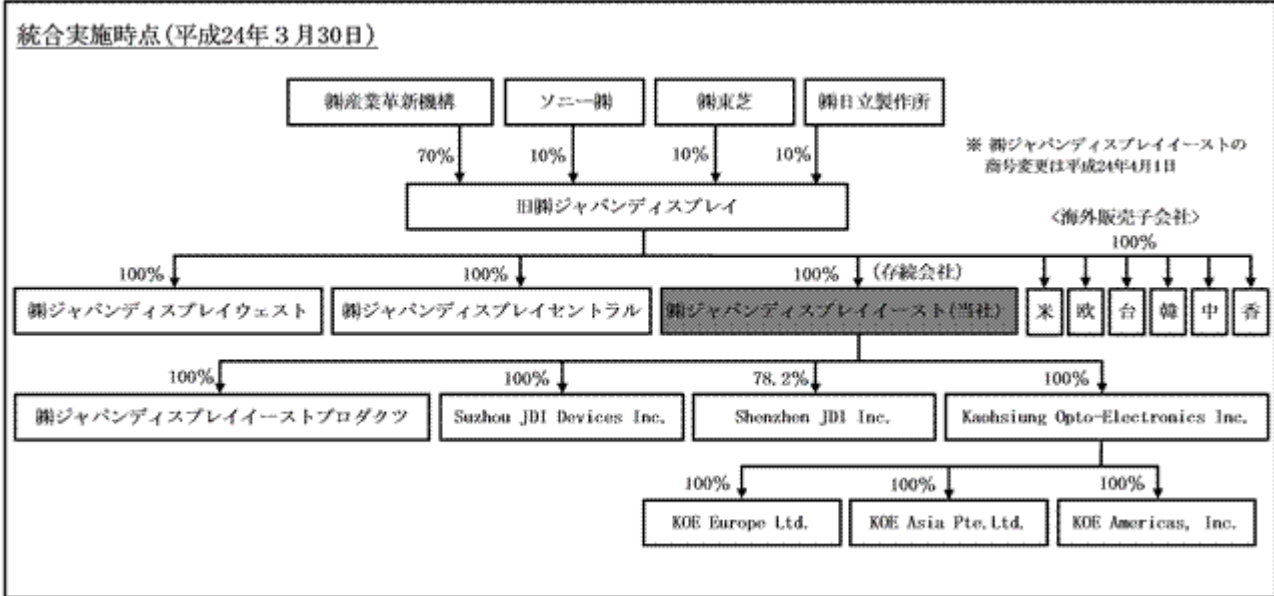 統合実施時点(平成24年3月30日)
㈱産業革新機構
ソニー㈱
㈱東芝
㈱日立製作所
70%
10%
10%
10%
※ ㈱ジャパンディスプレイイーストの
商号変更は平成24年4月1日
旧㈱ジャパンディスプレイ
<海外販売子会社>
100%
100%
100%
100%
(存続会社)
㈱ジャパンディスプレイウェスト
㈱ジャパンディスプレイセントラル
㈱ジャパンディスプレイイースト(当社)
米
欧
台
韓
中
香
100%
100%
78.2%
100%
㈱ジャパンディスプレイイーストプロダクツ
Suzhou JDI Devices Inc.
Shenzhen JDI Inc.
Kaohsiung Opto-Electronics Inc.
100%
100%
100%
KOE Europe Ltd.
KOE Asia Pte.Ltd.
KOE Americas, Inc.